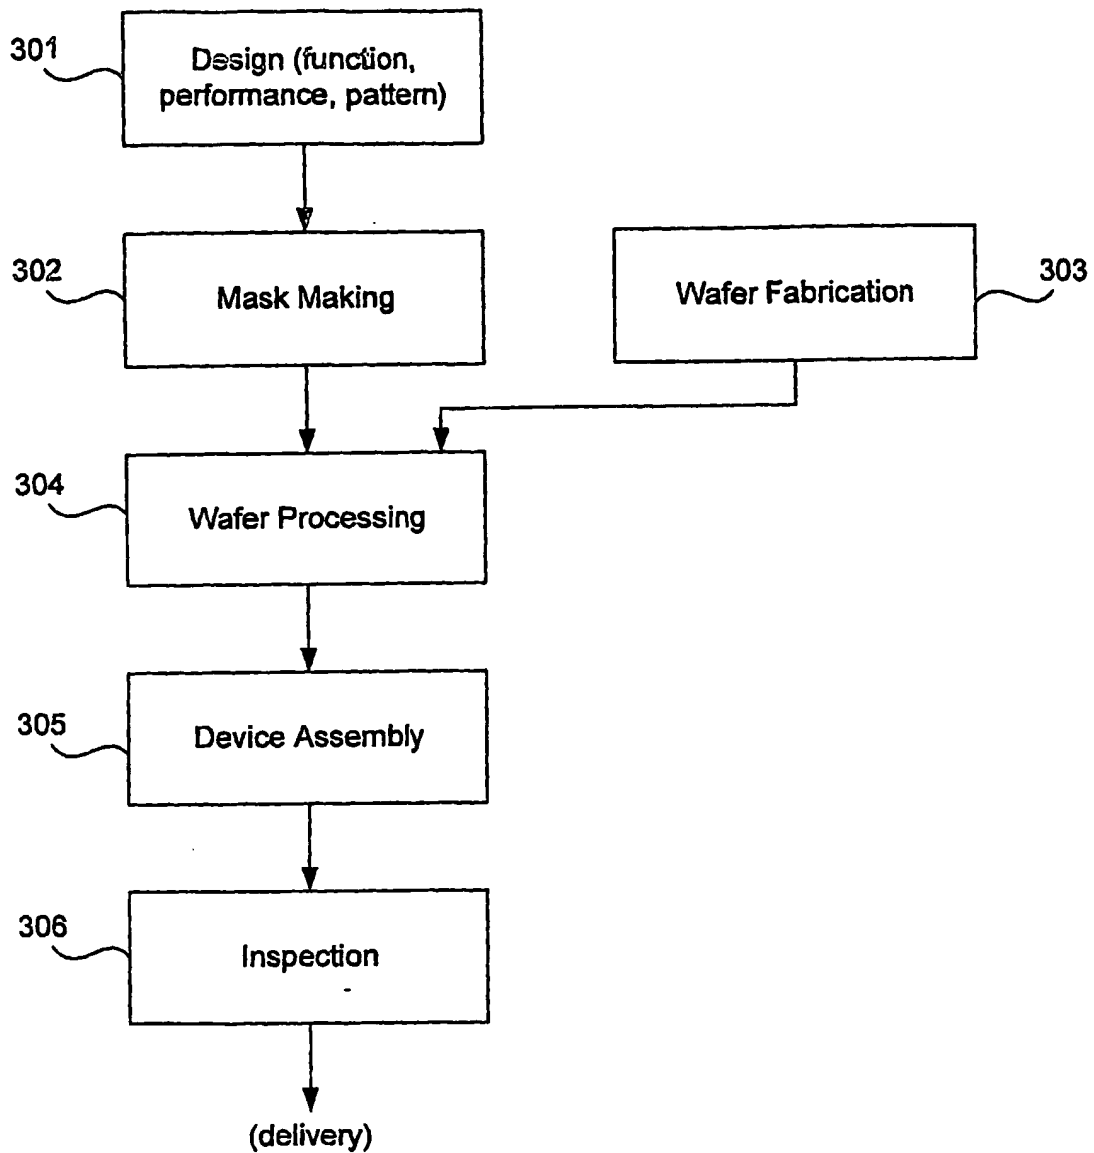 301
Design (function,
performance, pattern)
302
Mask Making
Wafer Fabrication
303
304
Wafer Processing
305
Device Assembly
306
Inspection
(delivery)